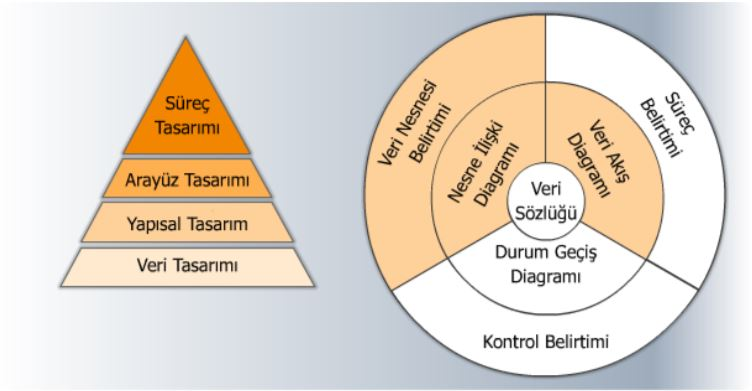 Süreç
Tasarımı
Arayüz Tasarımı
Yapısal Tasarım
Veri Tasarımı
Veri Nesnesi
Belirtimi
Süreç
Belirtimi
Nesne İlişki
Diagramı
Veri Akış
Diagramı
Veri
Sözlüğü
Durum Geçiş
Diagramı
Kontrol Belirtimi